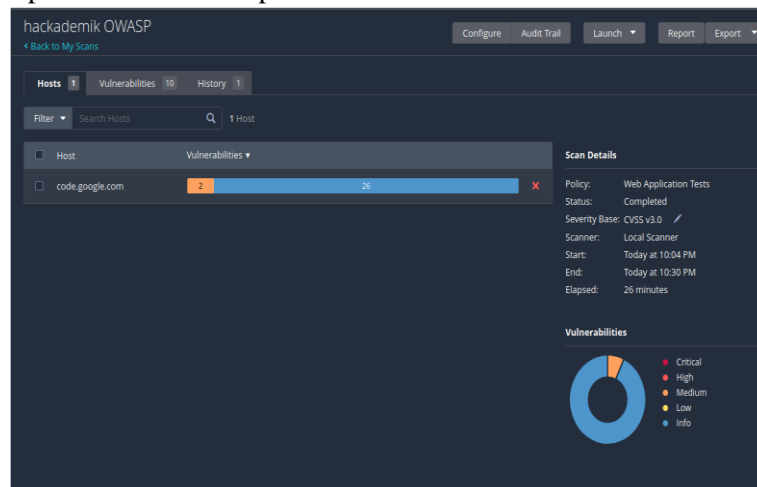 hackademik OWASP
Back to My Scans
Configure Audit Trail Launch Report Export
Hosts 1 Vulnerabilities 10 History 1
Filter Search Hosts 1 Host
Host Vulnerabilities
code.google.com 2 26
Scan Details
Policy: Web Application Tests
Status: Completed
Severity Base: CVSS v3.0
Scanner: Local Scanner
Start: Today at 10:04 PM
End: Today at 10:30 PM
Elapsed: 26 minutes
Vulnerabilities
Critical
High
Medium
Low
Info